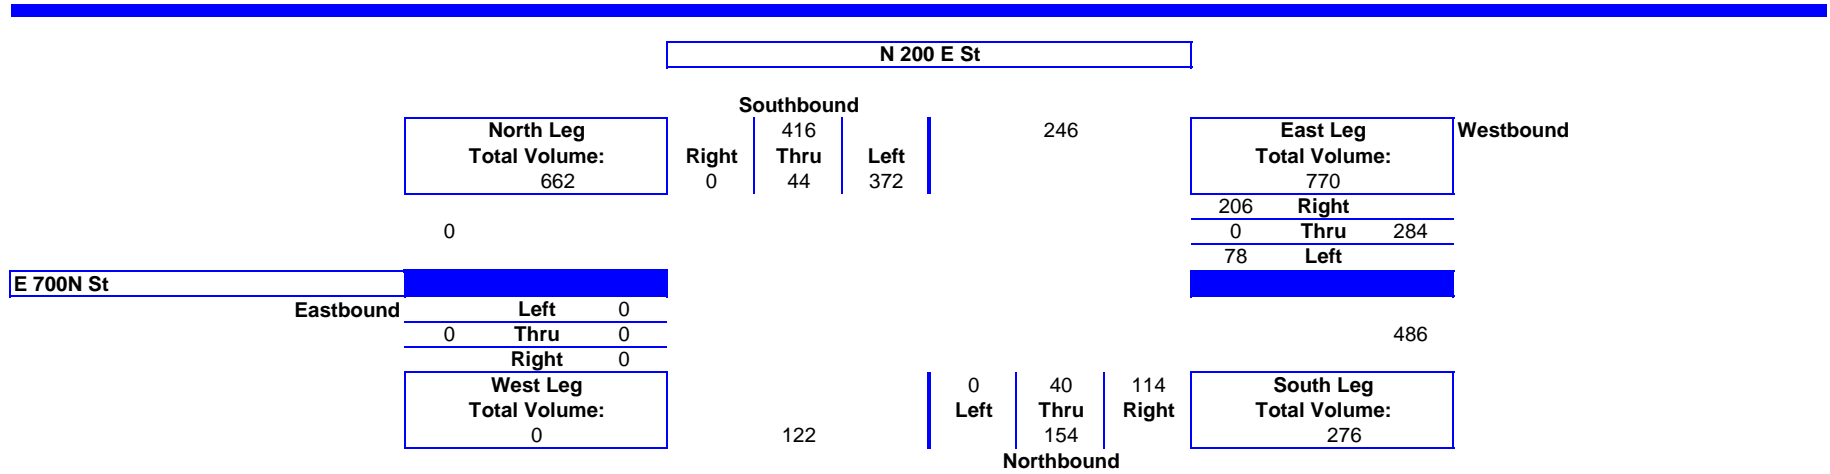 N 200 E St
Southbound
North Leg 416 246 East Leg Westbound
Total Volume: Right Thru Left Total Volume:
662 0 44 372 770
206 Right
0 0 Thru 284
78 Left
E 700N St
Eastbound Left 0
0 Thru 0 486
Right 0
West Leg 0 40 114 South Leg
Total Volume: Left Thru Right Total Volume:
0 122 154 276
Northbound